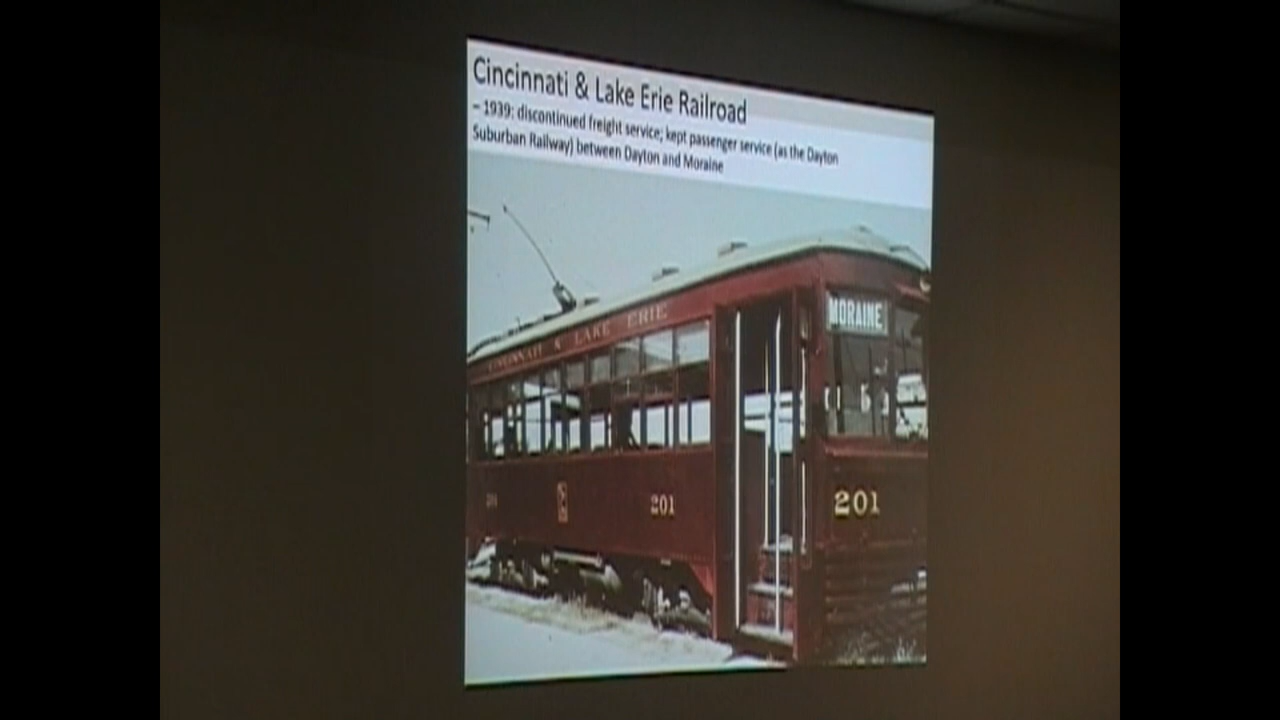 Cincinnati & Lake Erie Railroad
– 1939: discontinued freight service; kept passenger service (as the Dayton
Suburban Railway) between Dayton and Moraine
MORAINE
CINCINNATI & LAKE ERIE
201
201